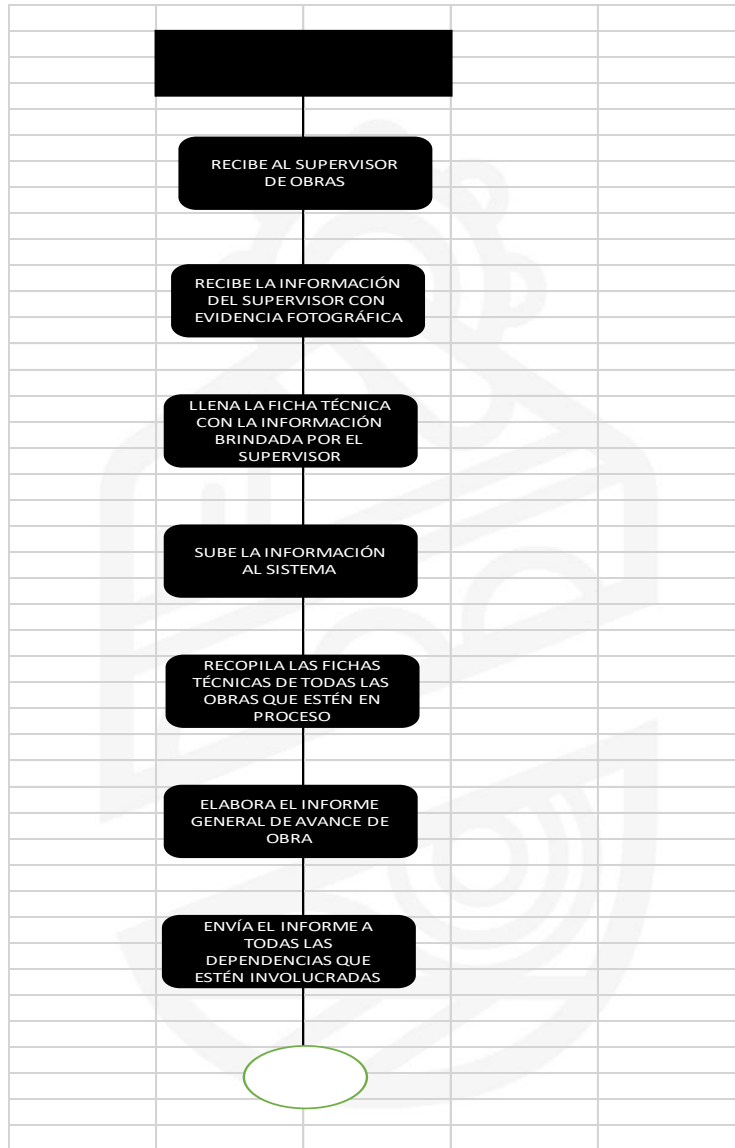 RECIBE AL SUPERVISOR
DE OBRAS
RECIBE LA INFORMACIÓN
DEL SUPERVISOR CON
EVIDENCIA FOTOGRÁFICA
LLENA LA FICHA TÉCNICA
CON LA INFORMACIÓN
BRINDADA POR EL
SUPERVISOR
SUBE LA INFORMACIÓN
AL SISTEMA
RECOPILA LAS FICHAS
TÉCNICAS DE TODAS LAS
OBRAS QUE ESTÉN EN
PROCESO
ELABORA EL INFORME
GENERAL DE AVANCE DE
OBRA
ENVÍA EL INFORME A
TODAS LAS
DEPENDENCIAS QUE
ESTÉN INVOLUCRADAS